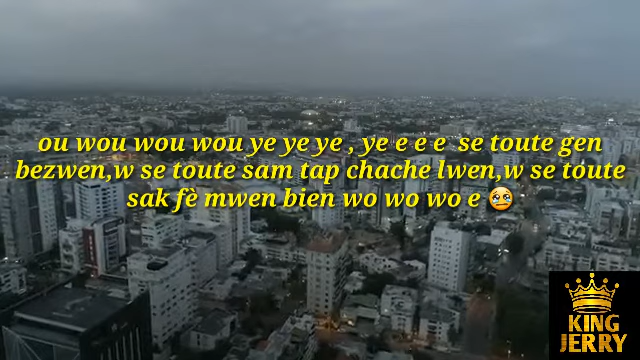 ou wou wou wou ye ye ye , ye e e e  se toute gen
bezwen,w se toute sam tap chache lwen,w se toute
sak fè mwen bien wo wo wo e 🥺
KING
JERRY